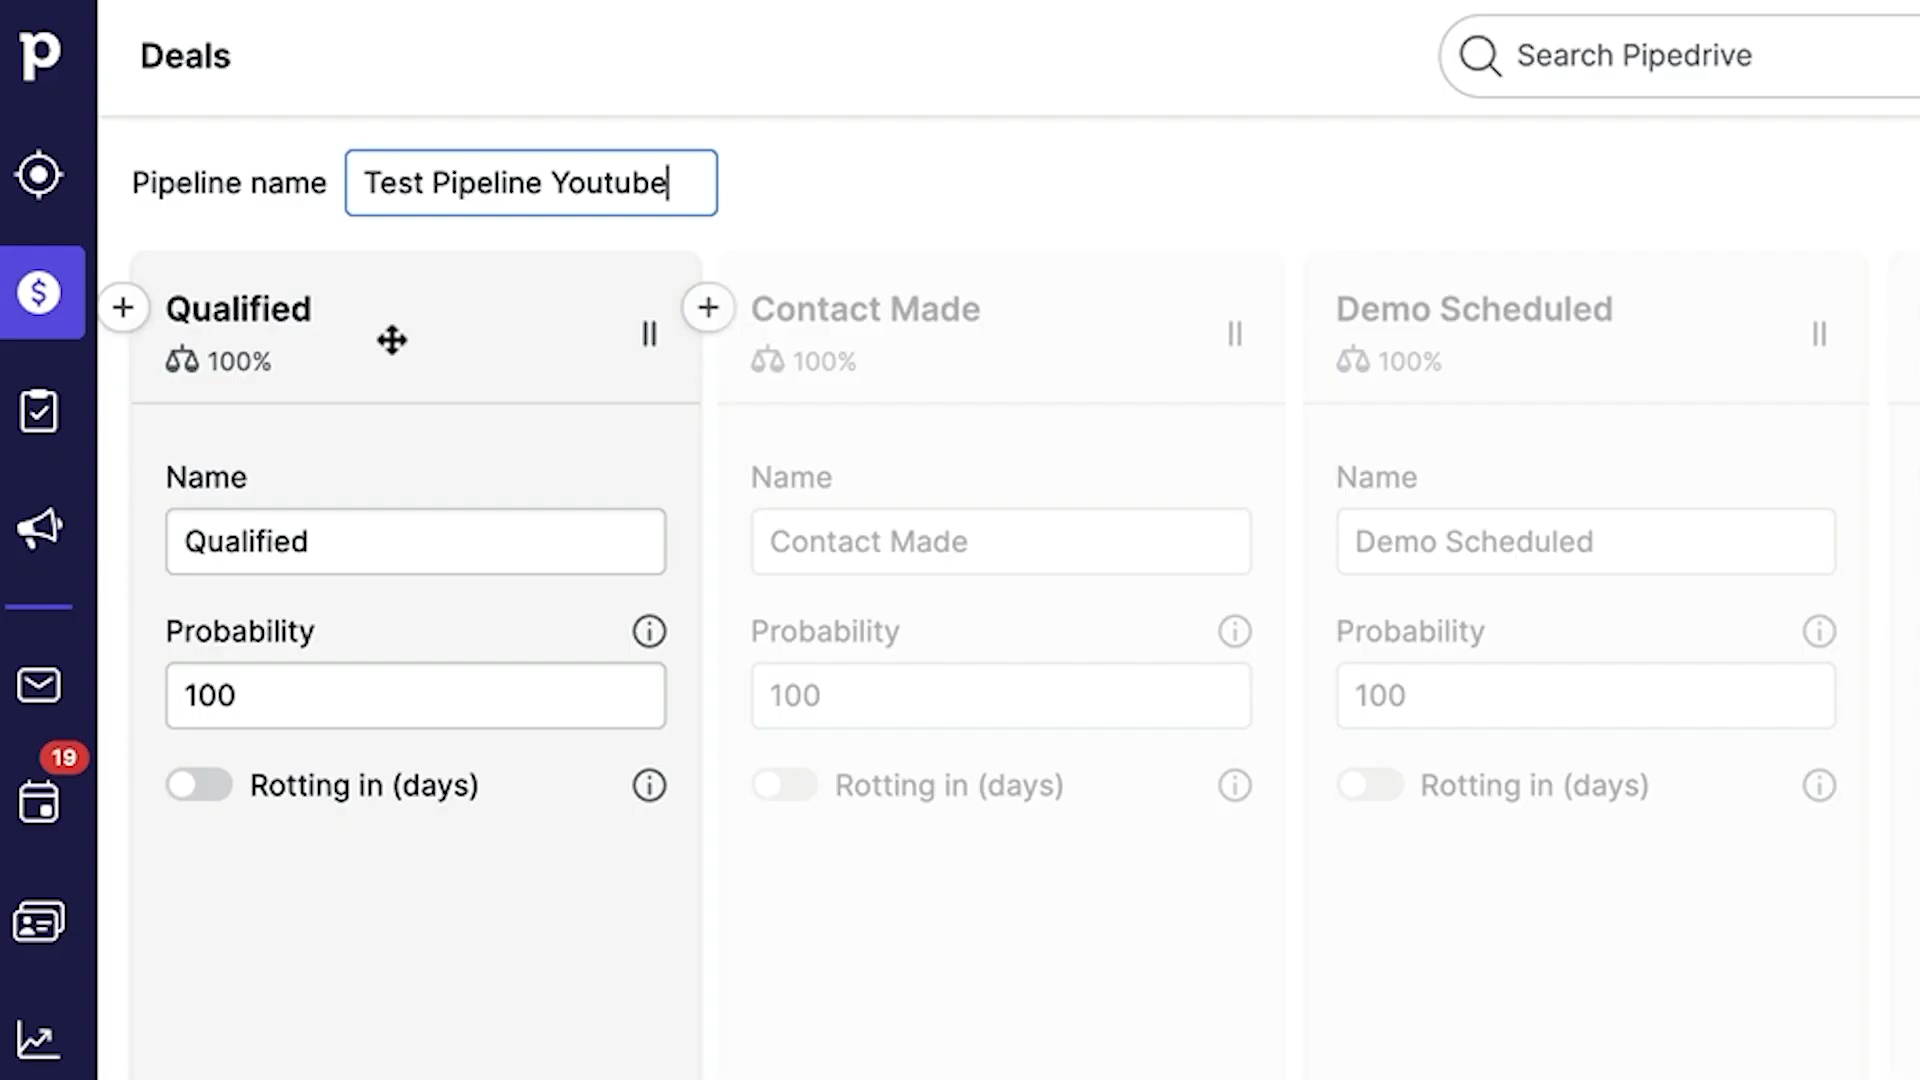 p
Deals
Search Pipedrive
Pipeline name
Test Pipeline Youtube
Qualified
100%
Contact Made
100%
Demo Scheduled
100%
Name
Qualified
Probability
100
Rotting in (days)
Name
Contact Made
Probability
100
Rotting in (days)
Name
Demo Scheduled
Probability
100
Rotting in (days)
19